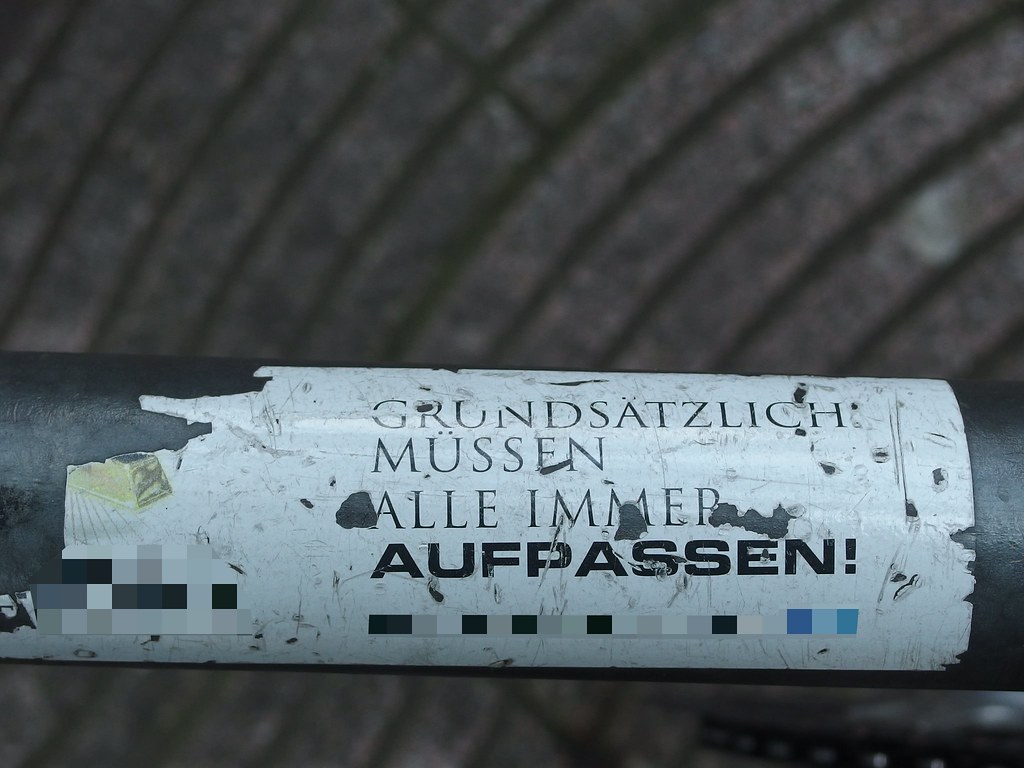 GRUNDSÄTZLICH
MÜSSEN
ALLE IMMER
AUFPASSEN!